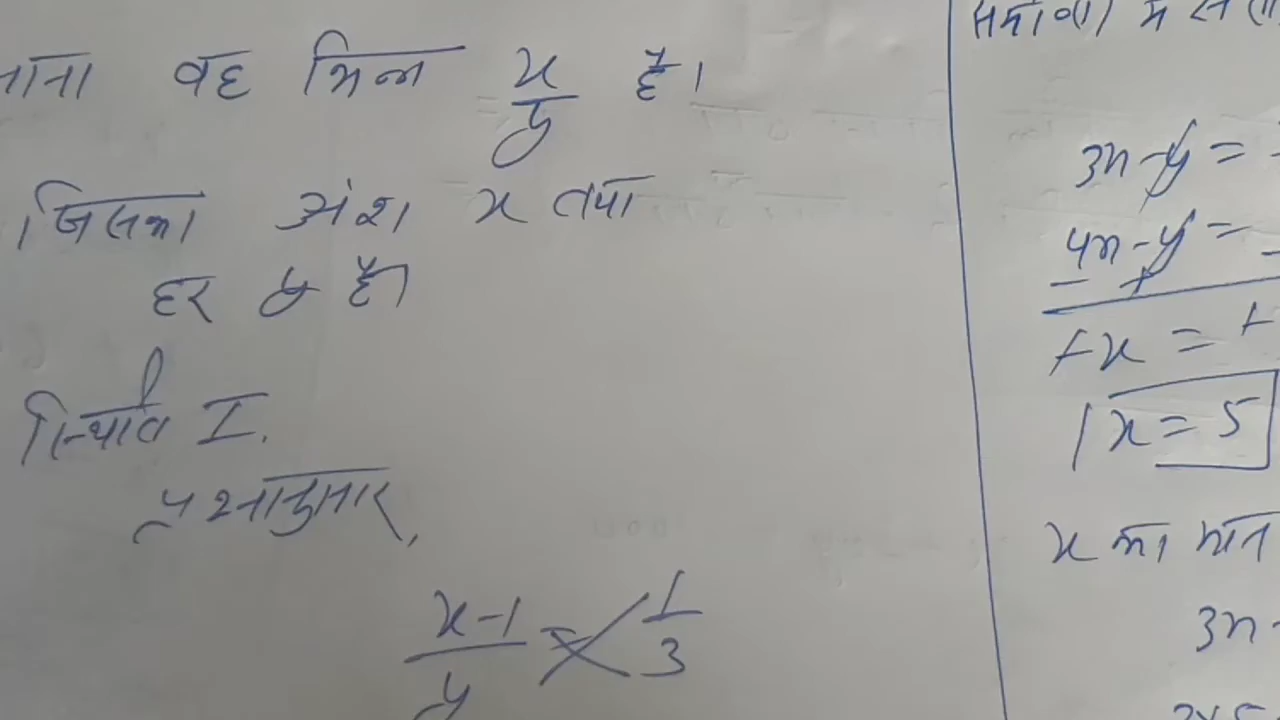 माना वह भिन्न x/y है।
जिसका अंश x तथा
हर y है।
स्थिति I.
प्रश्नानुसार,
x-1/y = 1/3
3x-y =
4x-y =
- +
+x = +
x = 5
x का मान
3x-